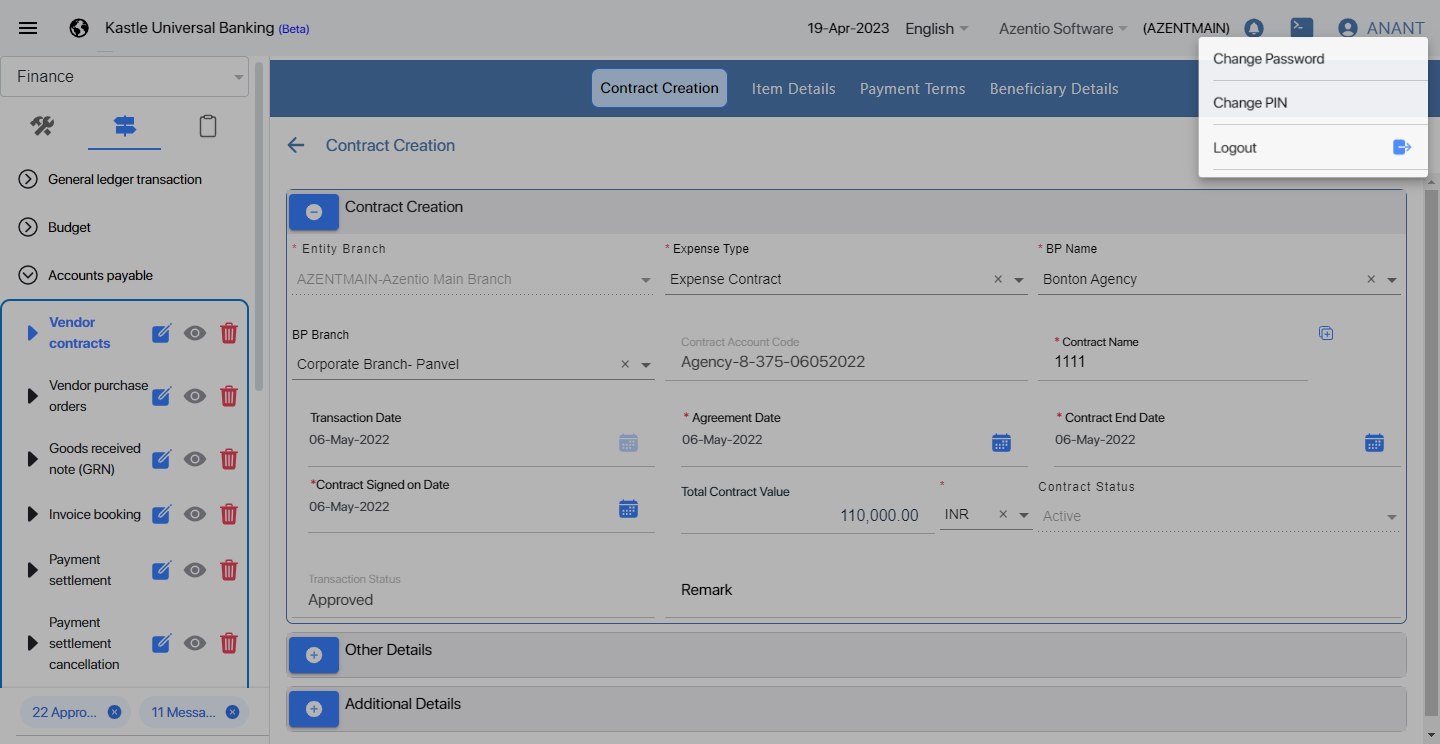 Kastle Universal Banking (Beta)
19-Apr-2023
English
Azentio Software
(AZENTMAIN)
ANANT
Change Password
Change PIN
Logout
Finance
General ledger transaction
Budget
Accounts payable
Vendor
contracts
Vendor purchase
orders
Goods received
note (GRN)
Invoice booking
Payment
settlement
Payment
settlement
cancellation
22 Appro...
11 Messa...
Contract Creation
Item Details
Payment Terms
Beneficiary Details
Contract Creation
Contract Creation
* Entity Branch
AZENTMAIN-Azentio Main Branch
* Expense Type
Expense Contract
* BP Name
Bonton Agency
BP Branch
Corporate Branch- Panvel
Contract Account Code
Agency-8-375-06052022
* Contract Name
1111
Transaction Date
06-May-2022
* Agreement Date
06-May-2022
* Contract End Date
06-May-2022
*Contract Signed on Date
06-May-2022
Total Contract Value
110,000.00
*
INR
Contract Status
Active
Transaction Status
Approved
Remark
Other Details
Additional Details